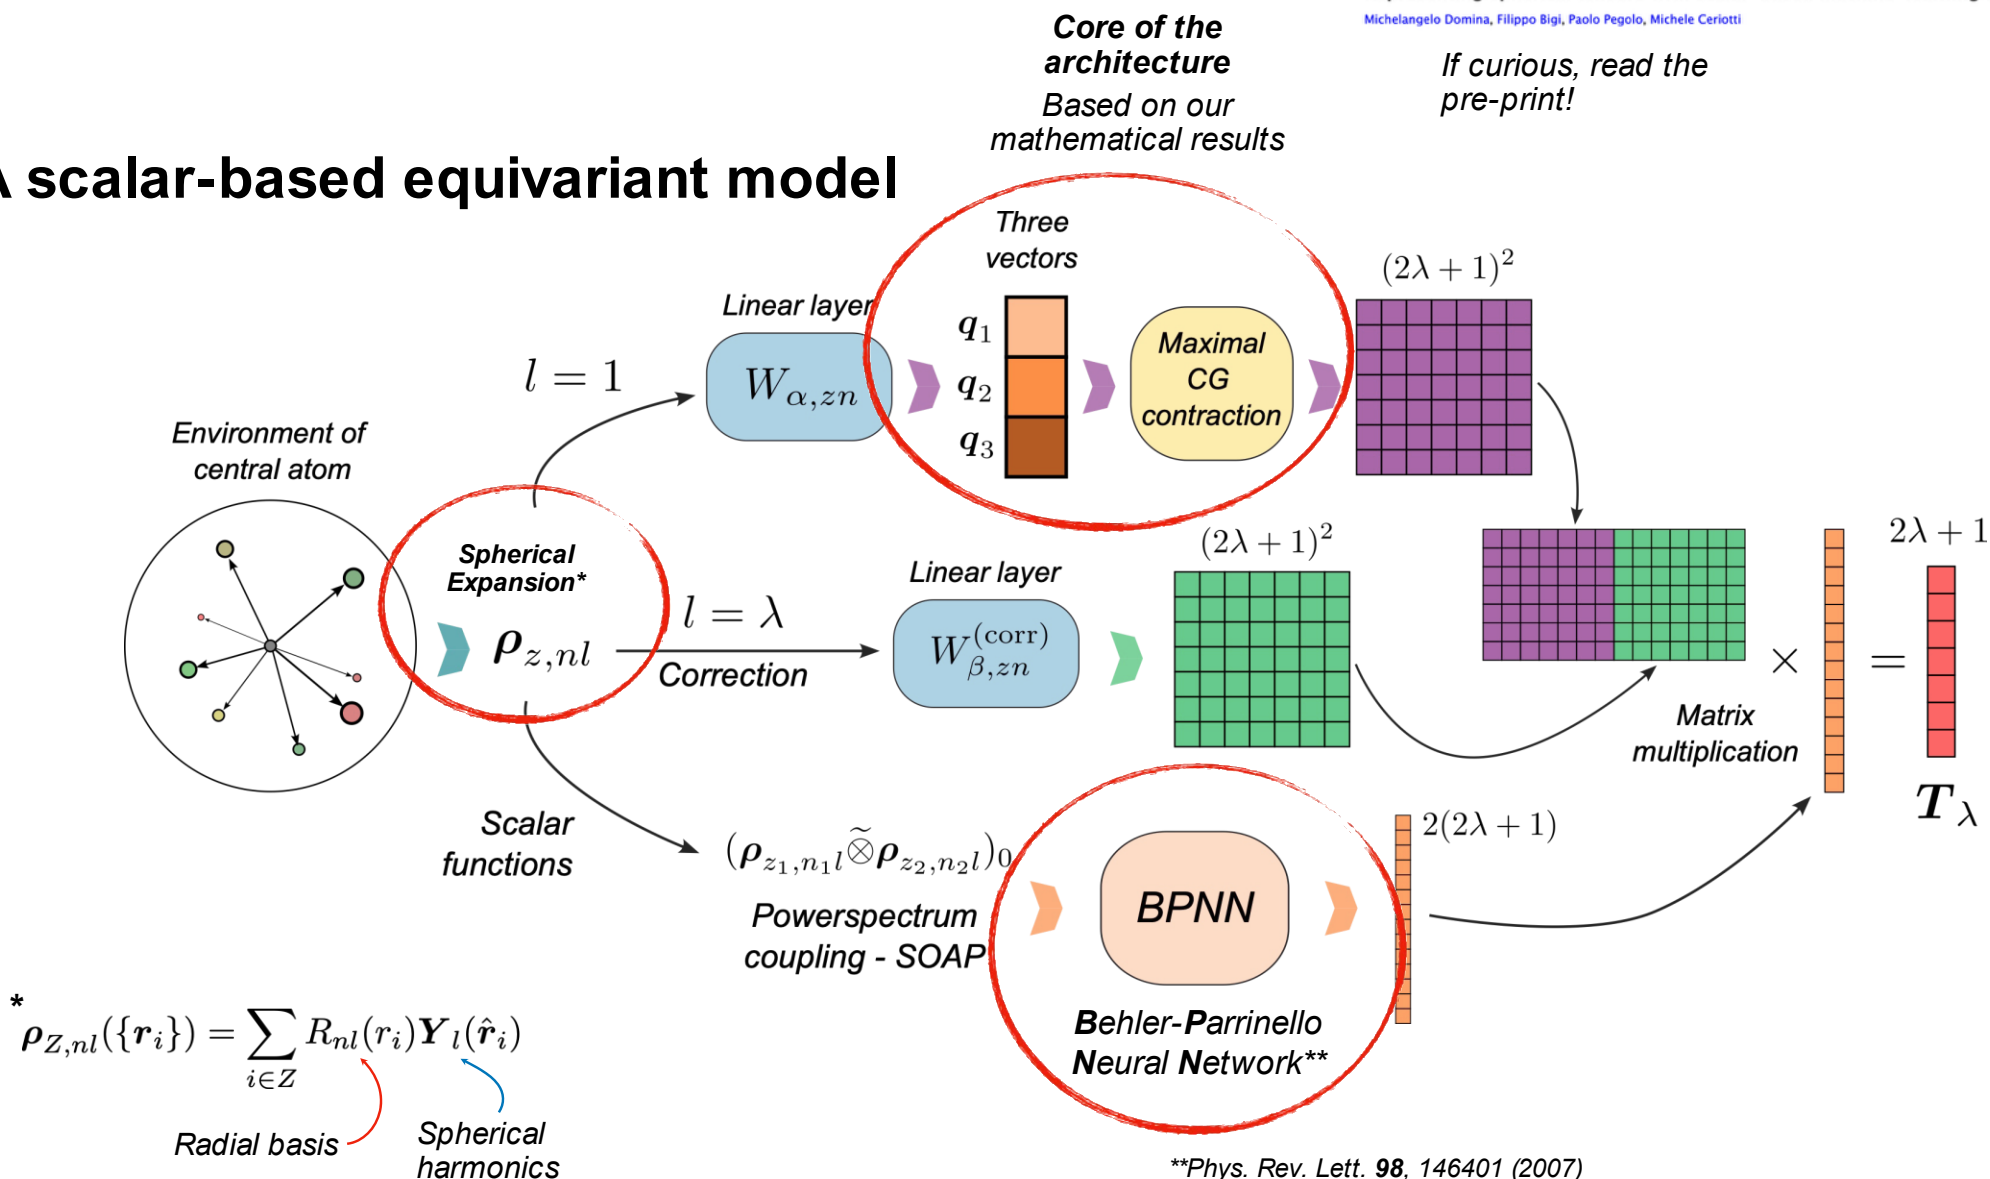 Michelangelo Domina, Filippo Bigi, Paolo Pegolo, Michele Ceriotti
If curious, read the
pre-print!
Core of the
architecture
Based on our
mathematical results
A scalar-based equivariant model
Three
vectors
(2λ + 1)²
Linear layer
q₁
q₂
q₃
W_{α,zn}
Maximal
CG
contraction
l = 1
Environment of
central atom
Spherical
Expansion*
ρ_{z,nl}
l = λ
Correction
Linear layer
W^{(corr)}_{β,zn}
(2λ + 1)²
×
=
2λ + 1
Matrix
multiplication
T_λ
Scalar
functions
(ρ_{z₁,n₁l} ⊗̃ ρ_{z₂,n₂l})₀
Powerspectrum
coupling - SOAP
BPNN
2(2λ + 1)
Behler-Parrinello
Neural Network**
*ρ_{Z,nl}({r_i}) = ∑_{i∈Z} R_{nl}(r_i)Y_l(r̂_i)
Radial basis
Spherical
harmonics
**Phys. Rev. Lett. 98, 146401 (2007)